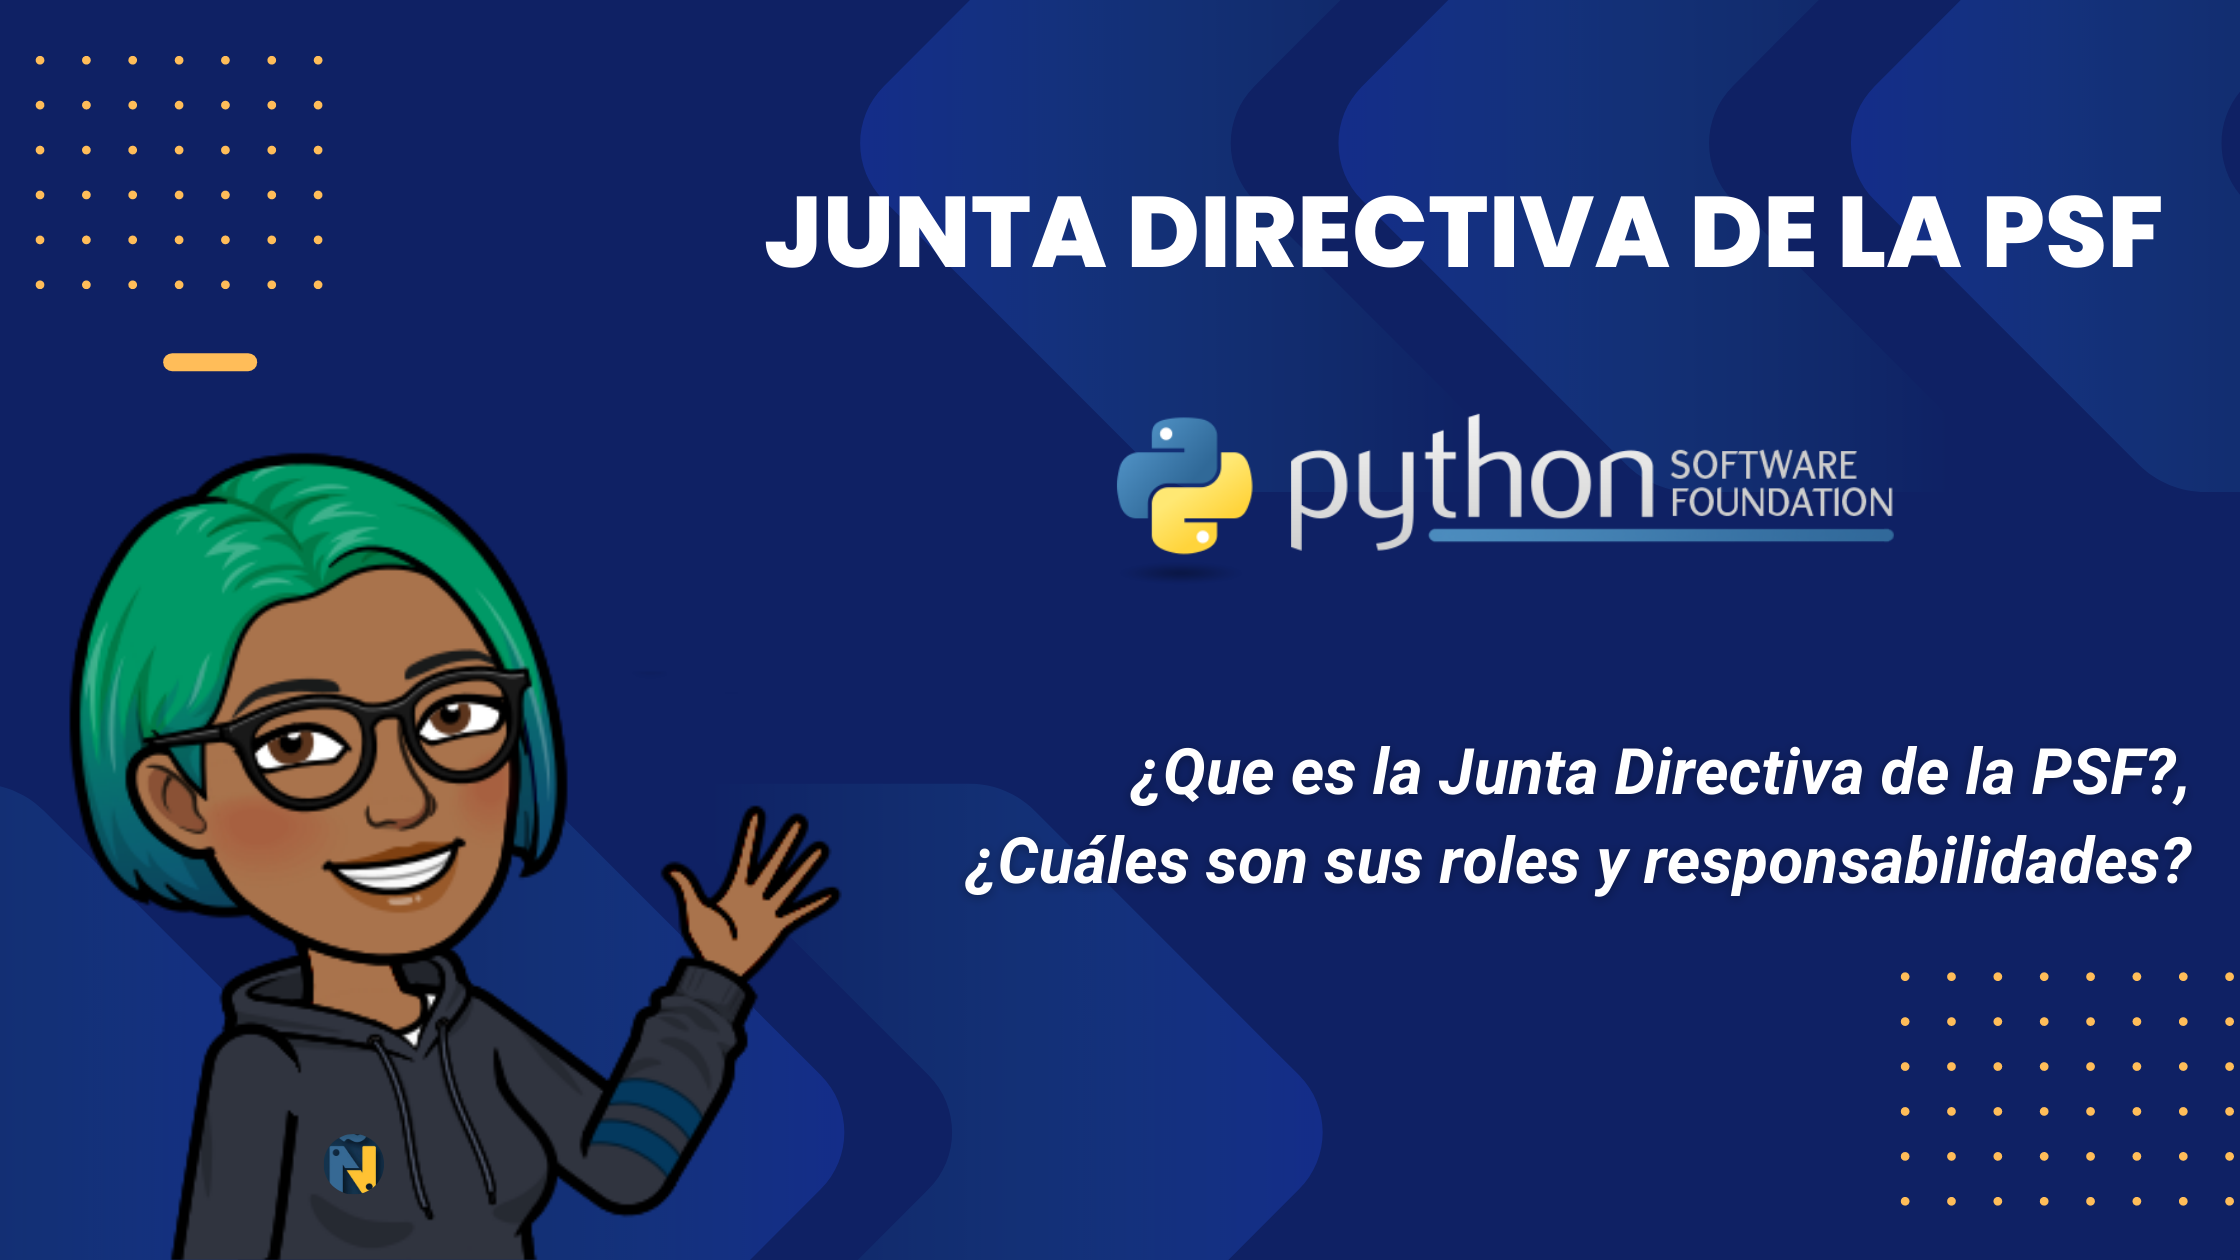 JUNTA DIRECTIVA DE LA PSF
python SOFTWARE
FOUNDATION
¿Que es la Junta Directiva de la PSF?,
¿Cuáles son sus roles y responsabilidades?